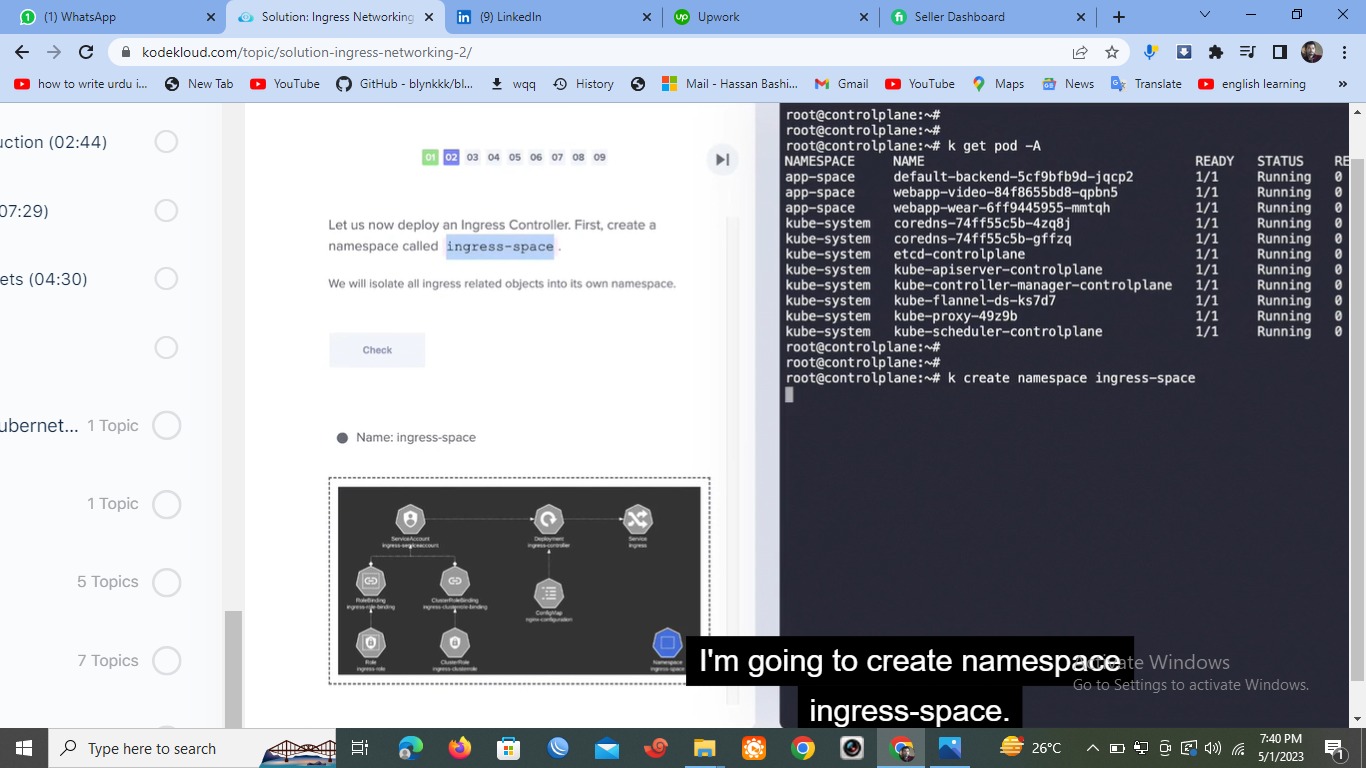 (1) WhatsApp
Solution: Ingress Networking
(9) LinkedIn
Upwork
Seller Dashboard
kodekloud.com/topic/solution-ingress-networking-2/
how to write urdu i...
New Tab
YouTube
GitHub - blynkkk/bl...
wqq
History
Mail - Hassan Bashi...
Gmail
YouTube
Maps
News
Translate
english learning
»
uction (02:44)
07:29)
ets (04:30)
ubernet... 1 Topic
1 Topic
5 Topics
7 Topics
01 02 03 04 05 06 07 08 09
Let us now deploy an Ingress Controller. First, create a
namespace called ingress-space .
We will isolate all ingress related objects into its own namespace.
Check
Name: ingress-space
ServiceAccount
ingress-serviceaccount
Deployment
ingress-controller
Service
ingress
RoleBinding
ingress-role-binding
ClusterRoleBinding
ingress-clusterrole-binding
ConfigMap
nginx-configuration
Role
ingress-role
ClusterRole
ingress-clusterrole
Namespace
ingress-space
root@controlplane:~#
root@controlplane:~#
root@controlplane:~# k get pod -A
NAMESPACE NAME READY STATUS RE
app-space default-backend-5cf9bfb9d-jqcp2 1/1 Running 0
app-space webapp-video-84f8655bd8-qpbn5 1/1 Running 0
app-space webapp-wear-6ff9445955-mmtqh 1/1 Running 0
kube-system coredns-74ff55c5b-4zq8j 1/1 Running 0
kube-system coredns-74ff55c5b-gffzq 1/1 Running 0
kube-system etcd-controlplane 1/1 Running 0
kube-system kube-apiserver-controlplane 1/1 Running 0
kube-system kube-controller-manager-controlplane 1/1 Running 0
kube-system kube-flannel-ds-ks7d7 1/1 Running 0
kube-system kube-proxy-49z9b 1/1 Running 0
kube-system kube-scheduler-controlplane 1/1 Running 0
root@controlplane:~#
root@controlplane:~#
root@controlplane:~# k create namespace ingress-space
I'm going to create namespace
ingress-space.
Activate Windows
Go to Settings to activate Windows.
Type here to search
26°C
7:40 PM
5/1/2023
1